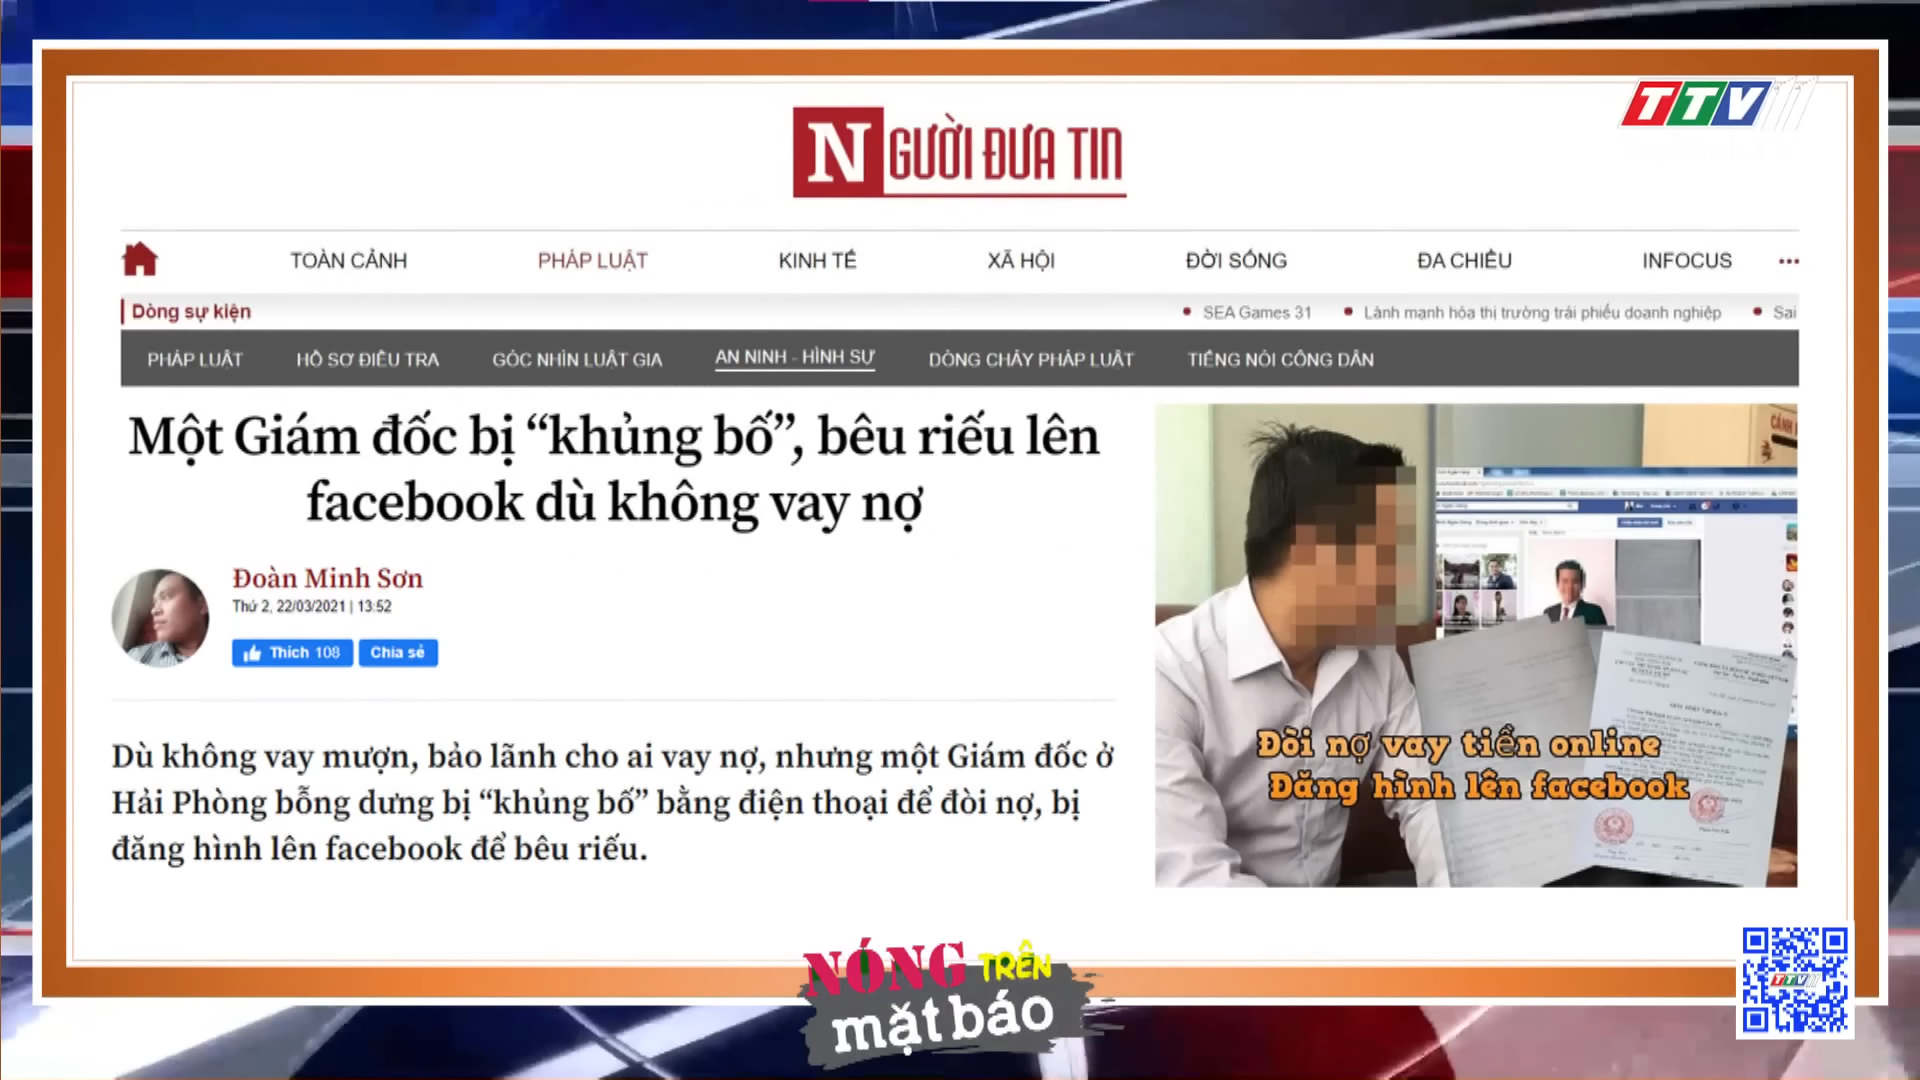 TTV11
NGƯỜI ĐƯA TIN
TOÀN CẢNH
PHÁP LUẬT
KINH TẾ
XÃ HỘI
ĐỜI SỐNG
ĐA CHIỀU
INFOCUS
Dòng sự kiện
SEA Games 31
Lành mạnh hóa thị trường trái phiếu doanh nghiệp
Sai
PHÁP LUẬT
HỒ SƠ ĐIỀU TRA
GÓC NHÌN LUẬT GIA
AN NINH - HÌNH SỰ
DÒNG CHẢY PHÁP LUẬT
TIẾNG NÓI CÔNG DÂN
Một Giám đốc bị “khủng bố”, bêu riếu lên
facebook dù không vay nợ
Đoàn Minh Sơn
Thứ 2, 22/03/2021 | 13:52
Thích 108
Chia sẻ
Dù không vay mượn, bảo lãnh cho ai vay nợ, nhưng một Giám đốc ở
Hải Phòng bỗng dưng bị “khủng bố” bằng điện thoại để đòi nợ, bị
đăng hình lên facebook để bêu riếu.
Đòi nợ vay tiền online
Đăng hình lên facebook
NÓNG TRÊN
mặt báo
TTV11